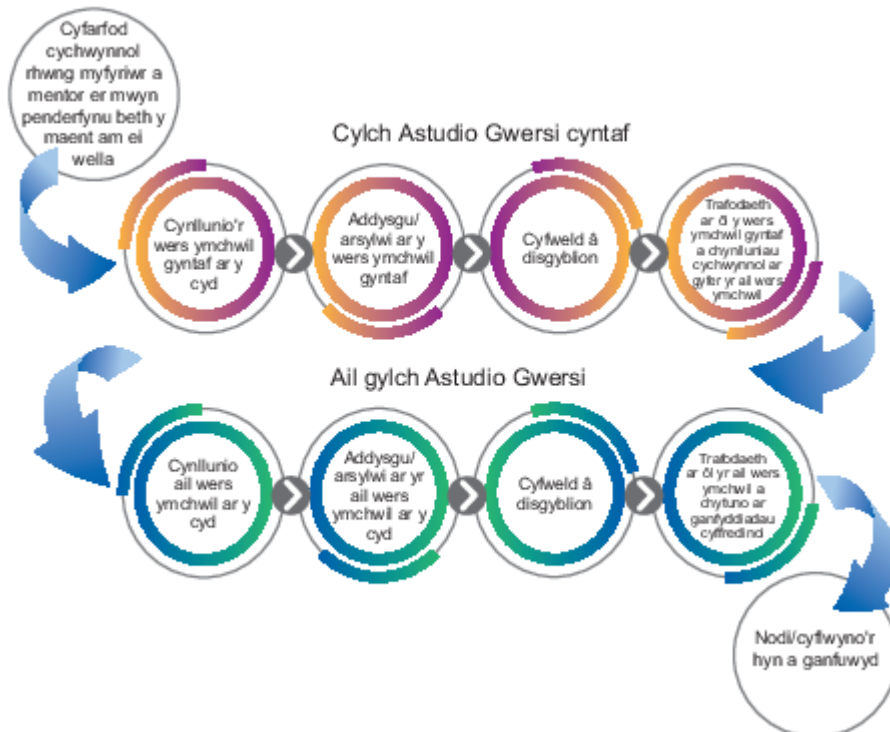 Cyfarfod
cychwynnol
rhwng myfyriwr a
mentor er mwyn
penderfynu beth y
maent am ei
wella
Cylch Astudio Gwersi cyntaf
Cynllunio'r
wers ymchwil
gyntaf ar y
cyd
Addysgu/
arsylwi ar y
wers ymchwil
gyntaf
Cyfweld â
disgyblion
Trafodaeth
ar ôl y wers
ymchwil gyntaf
a chynlluniau
cychwynnol ar
gyfer yr ail wers
ymchwil
Ail gylch Astudio Gwersi
Cynllunio
ail wers
ymchwil ar y
cyd
Addysgu/
arsylwi ar yr
ail wers
ymchwil ar y
cyd
Cyfweld â
disgyblion
Trafodaeth
ar ôl yr ail wers
ymchwil a
chytuno ar
ganfyddiadau
cyffredind
Nodi/cyflwyno'r
hyn a ganfuwyd